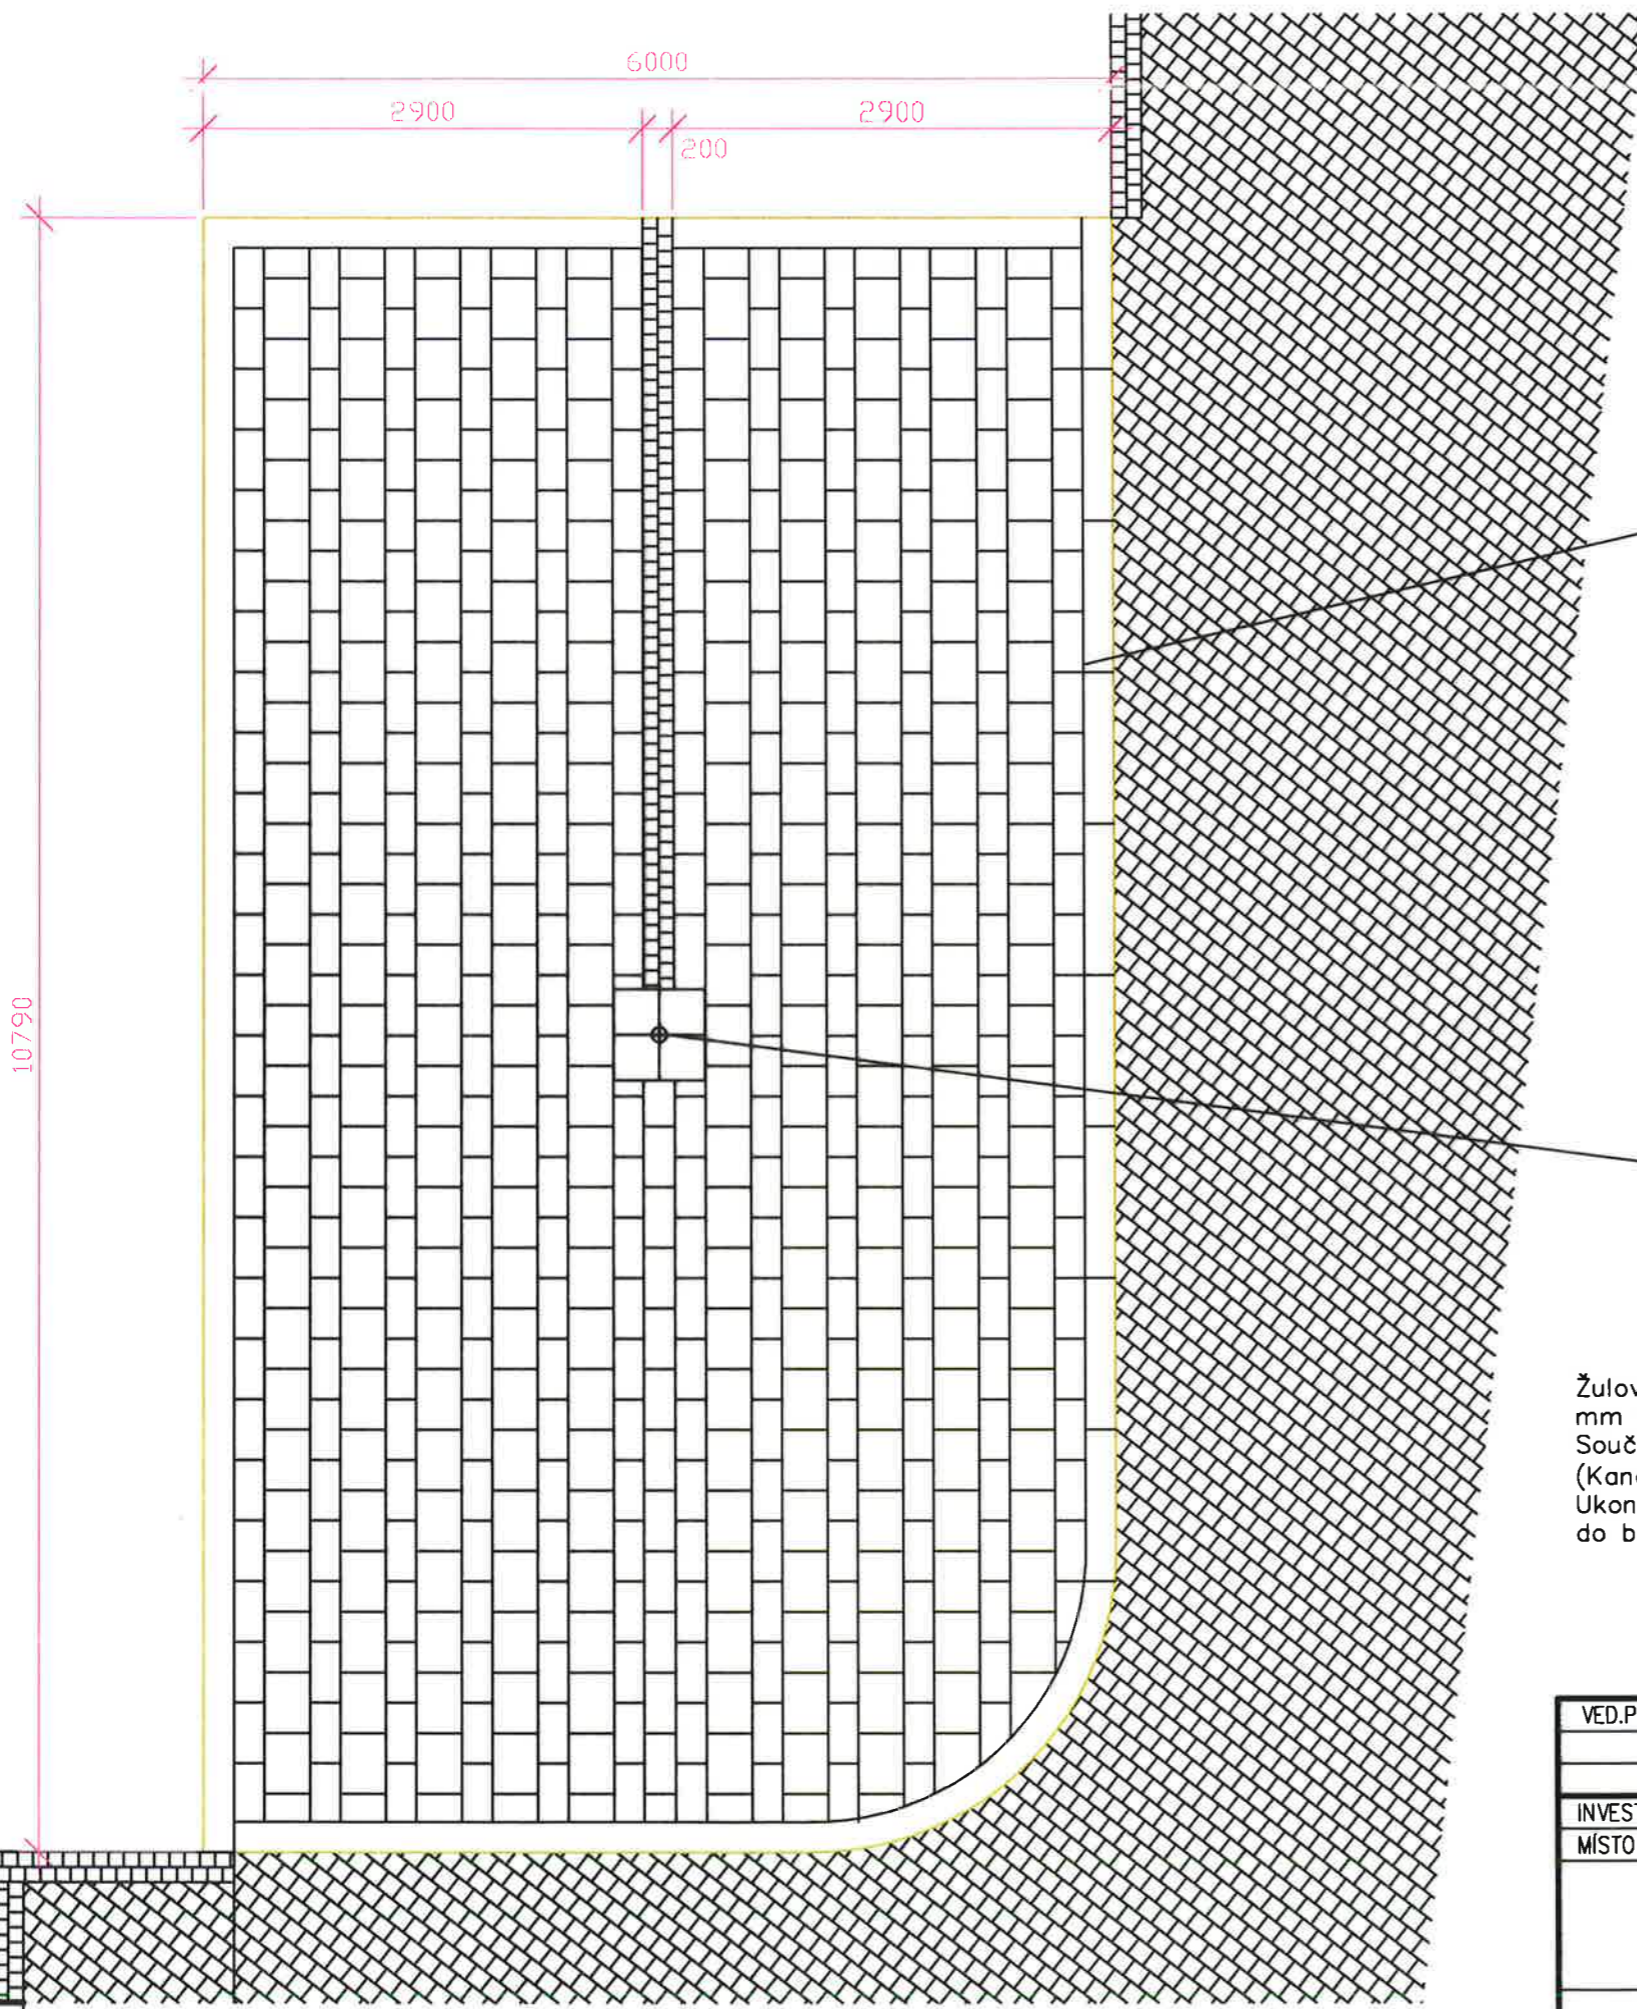 6000
2900
2900
200
10790
Žulov
mm
Souč
(Kan
Ukon
do b
VED.P
INVEST
MÍSTO